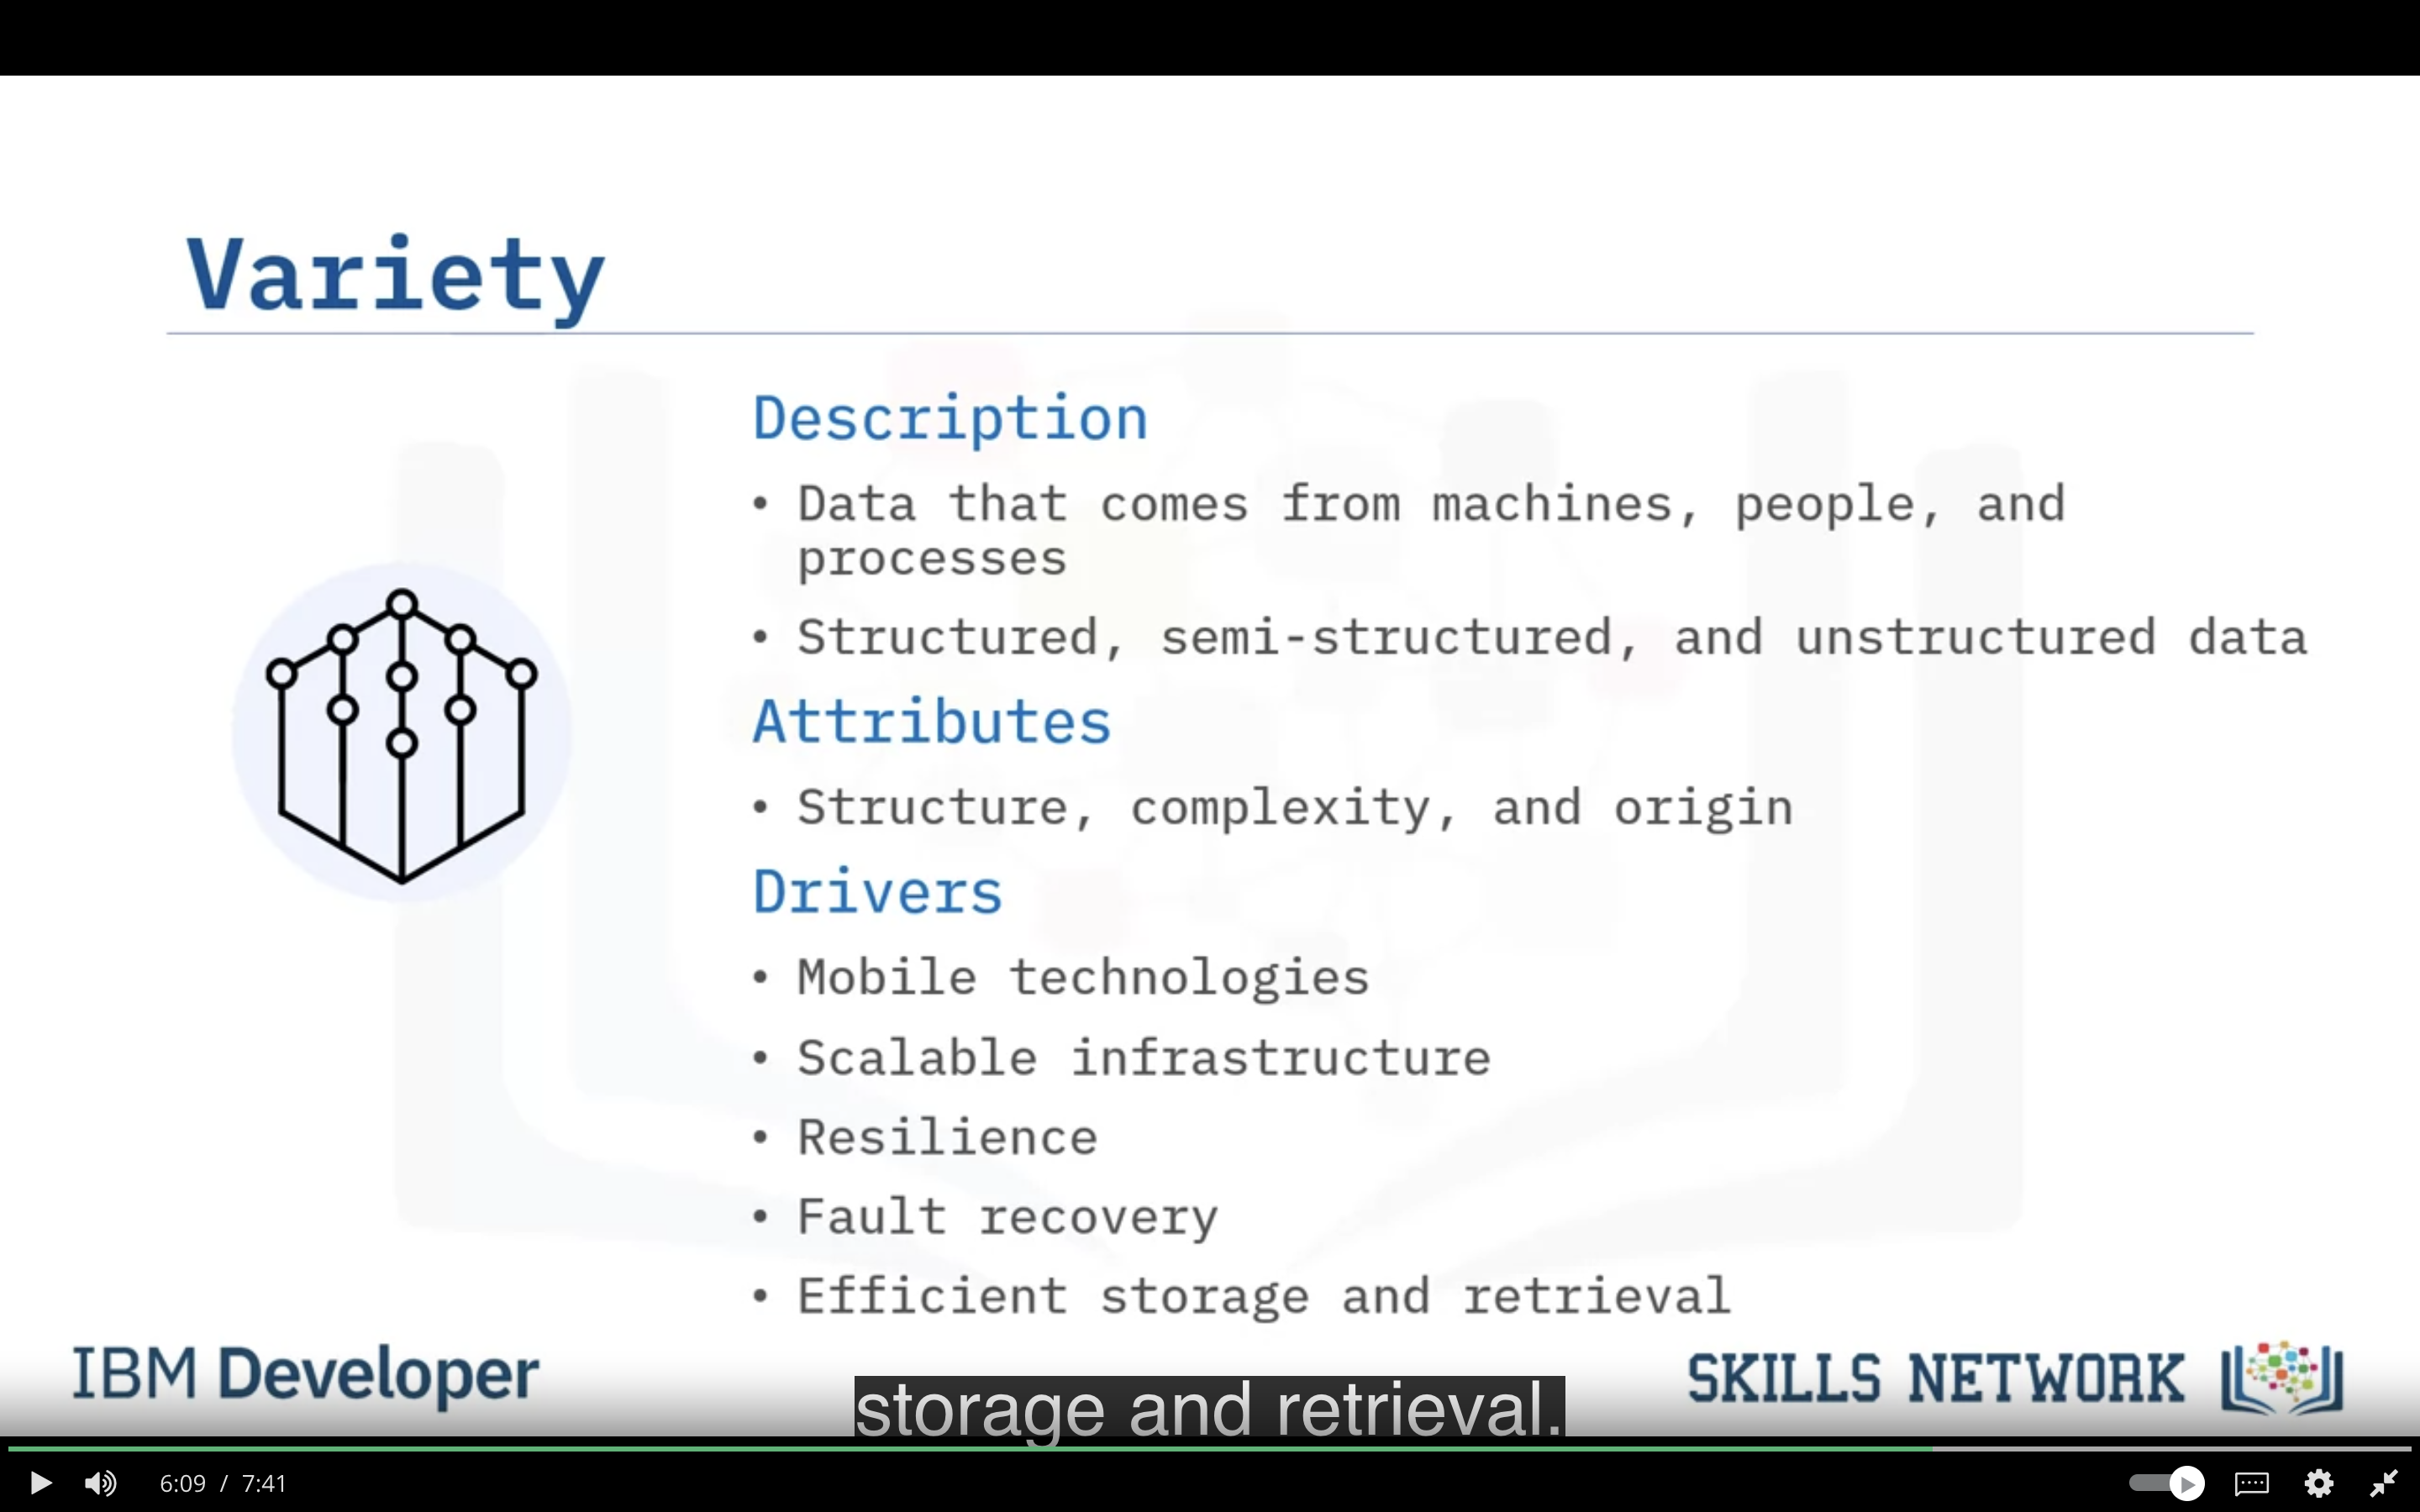 Variety
Description
• Data that comes from machines, people, and
processes
• Structured, semi-structured, and unstructured data
Attributes
• Structure, complexity, and origin
Drivers
• Mobile technologies
• Scalable infrastructure
• Resilience
• Fault recovery
• Efficient storage and retrieval
IBM Developer
SKILLS NETWORK
storage and retrieval.
6:09 / 7:41